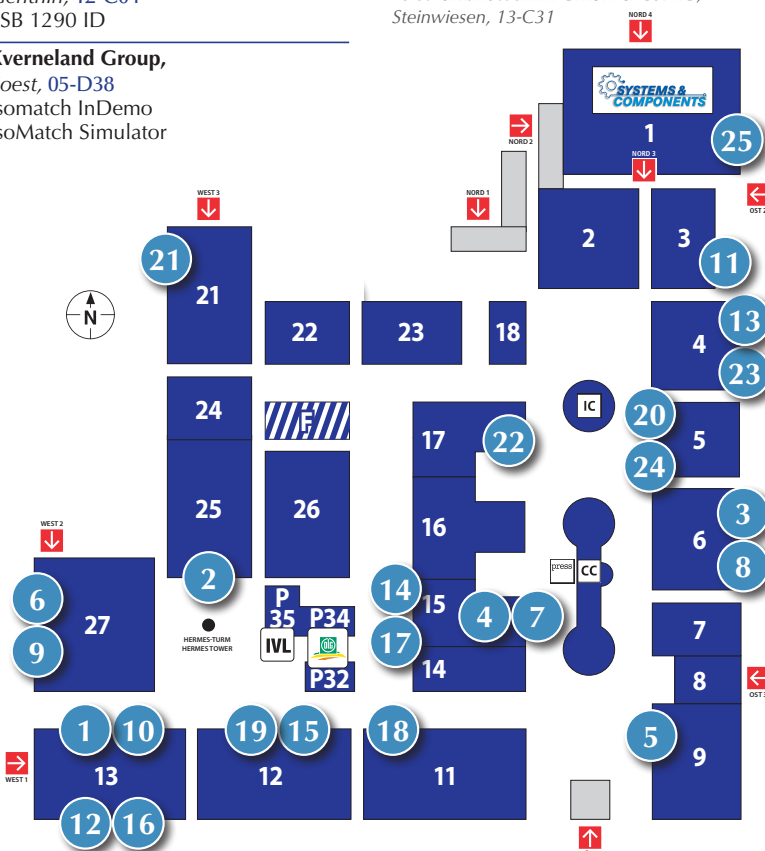 SB 1290 ID
Kverneland Group,
oest, 05-D38
somatch InDemo
soMatch Simulator
Steinwiesen, 13-C31
NORD 4
SYSTEMS &
COMPONENTS
1
25
NORD 2
NORD 3
NORD 1
WEST 3
OST 2
2
3
11
21
21
N
22
23
18
4
13
23
24
F
17
22
IC
20
5
24
25
26
16
6
3
8
press
CC
WEST 2
2
6
27
9
HERMES-TURM
HERMES TOWER
P
35
P34
IVL
DLG
P32
14
15
17
4
7
14
7
8
OST 3
5
9
WEST 1
1
10
13
12
16
19
15
12
18
11